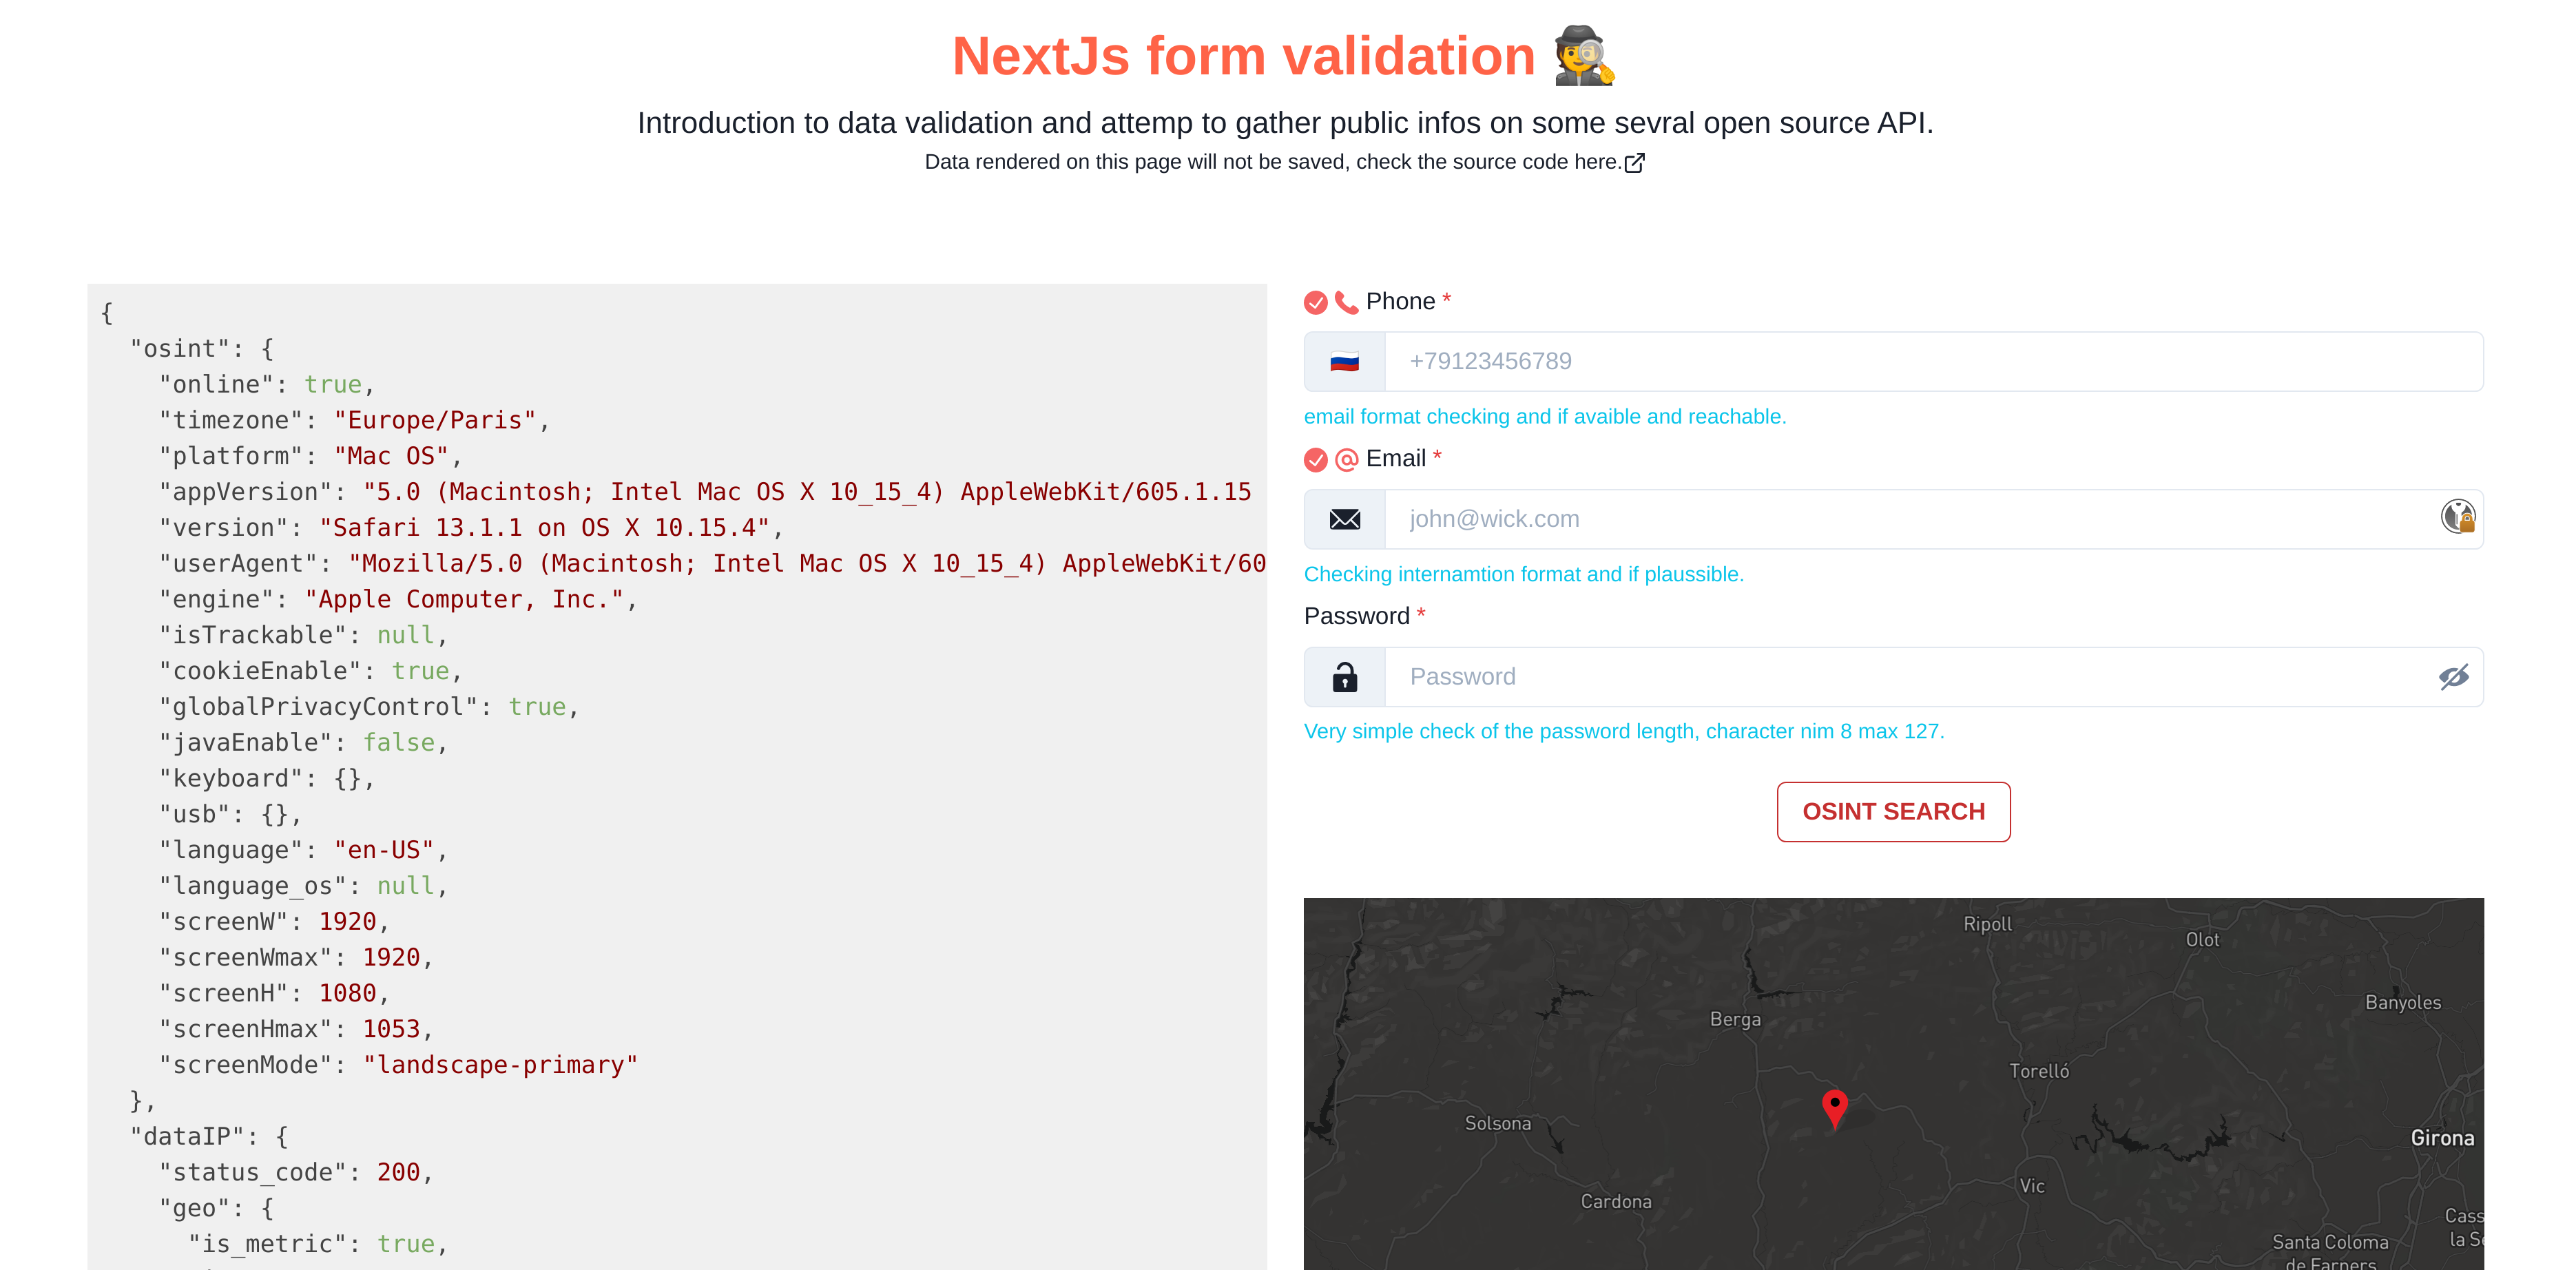 NextJs form validation
Introduction to data validation and attemp to gather public infos on some sevral open source API.
Data rendered on this page will not be saved, check the source code here.
{
"osint": {
"online": true,
"timezone": "Europe/Paris",
"platform": "Mac OS",
"appVersion": "5.0 (Macintosh; Intel Mac OS X 10_15_4) AppleWebKit/605.1.15
"version": "Safari 13.1.1 on OS X 10.15.4",
"userAgent": "Mozilla/5.0 (Macintosh; Intel Mac OS X 10_15_4) AppleWebKit/60
"engine": "Apple Computer, Inc.",
"isTrackable": null,
"cookieEnable": true,
"globalPrivacyControl": true,
"javaEnable": false,
"keyboard": {},
"usb": {},
"language": "en-US",
"language_os": null,
"screenW": 1920,
"screenWmax": 1920,
"screenH": 1080,
"screenHmax": 1053,
"screenMode": "landscape-primary"
},
"dataIP": {
"status_code": 200,
"geo": {
"is_metric": true,
Phone *
+79123456789
email format checking and if avaible and reachable.
Email *
john@wick.com
Checking internamtion format and if plaussible.
Password *
Password
Very simple check of the password length, character nim 8 max 127.
OSINT SEARCH
Ripoll
Olot
Banyoles
Berga
Torelló
Solsona
Girona
Vic
Cardona
Cass
la Se
Santa Coloma
de Farners